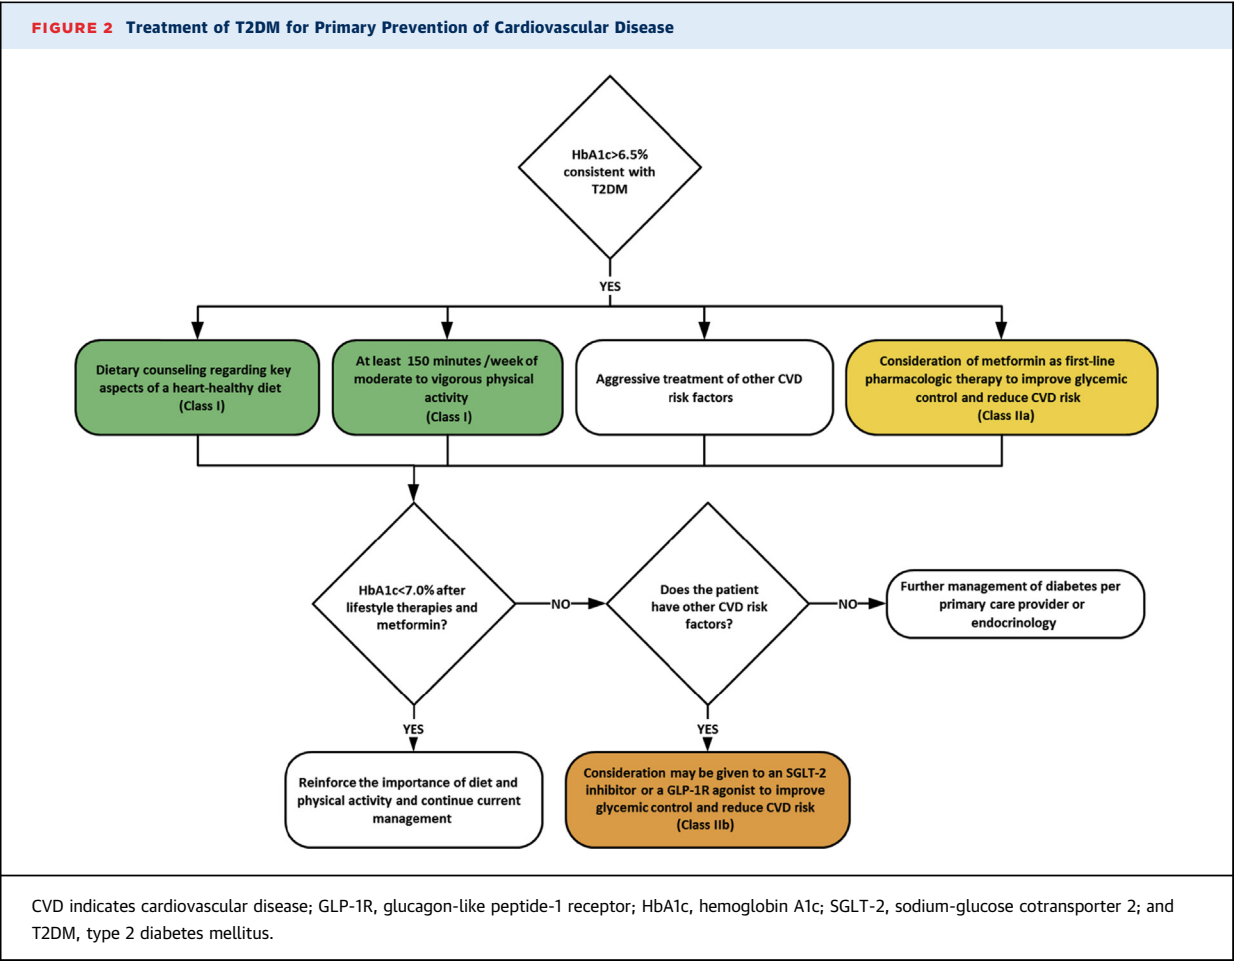 FIGURE 2 Treatment of T2DM for Primary Prevention of Cardiovascular Disease
HbA1c>6.5%
consistent with
T2DM
YES
Dietary counseling regarding key
aspects of a heart-healthy diet
(Class I)
At least 150 minutes /week of
moderate to vigorous physical
activity
(Class I)
Aggressive treatment of other CVD
risk factors
Consideration of metformin as first-line
pharmacologic therapy to improve glycemic
control and reduce CVD risk
(Class IIa)
HbA1c<7.0% after
lifestyle therapies and
metformin?
NO
Does the patient
have other CVD risk
factors?
NO
Further management of diabetes per
primary care provider or
endocrinology
YES
YES
Reinforce the importance of diet and
physical activity and continue current
management
Consideration may be given to an SGLT-2
inhibitor or a GLP-1R agonist to improve
glycemic control and reduce CVD risk
(Class IIb)
CVD indicates cardiovascular disease; GLP-1R, glucagon-like peptide-1 receptor; HbA1c, hemoglobin A1c; SGLT-2, sodium-glucose cotransporter 2; and
T2DM, type 2 diabetes mellitus.